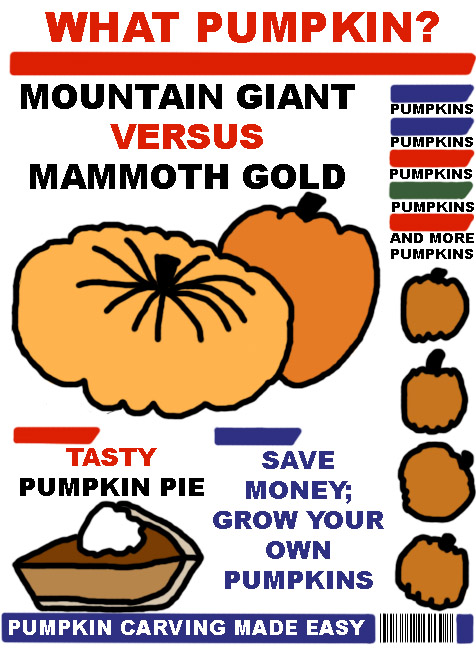 WHAT PUMPKIN?
MOUNTAIN GIANT
VERSUS
MAMMOTH GOLD
PUMPKINS
PUMPKINS
PUMPKINS
PUMPKINS
AND MORE
PUMPKINS
TASTY
PUMPKIN PIE
SAVE
MONEY;
GROW YOUR
OWN
PUMPKINS
PUMPKIN CARVING MADE EASY